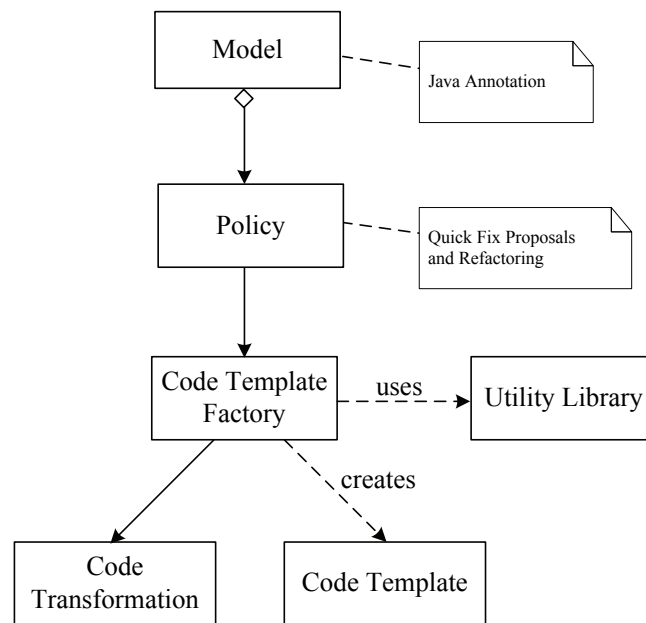 Model
Java Annotation
Policy
Quick Fix Proposals
and Refactoring
Code Template
Factory
uses
Utility Library
creates
Code
Transformation
Code Template